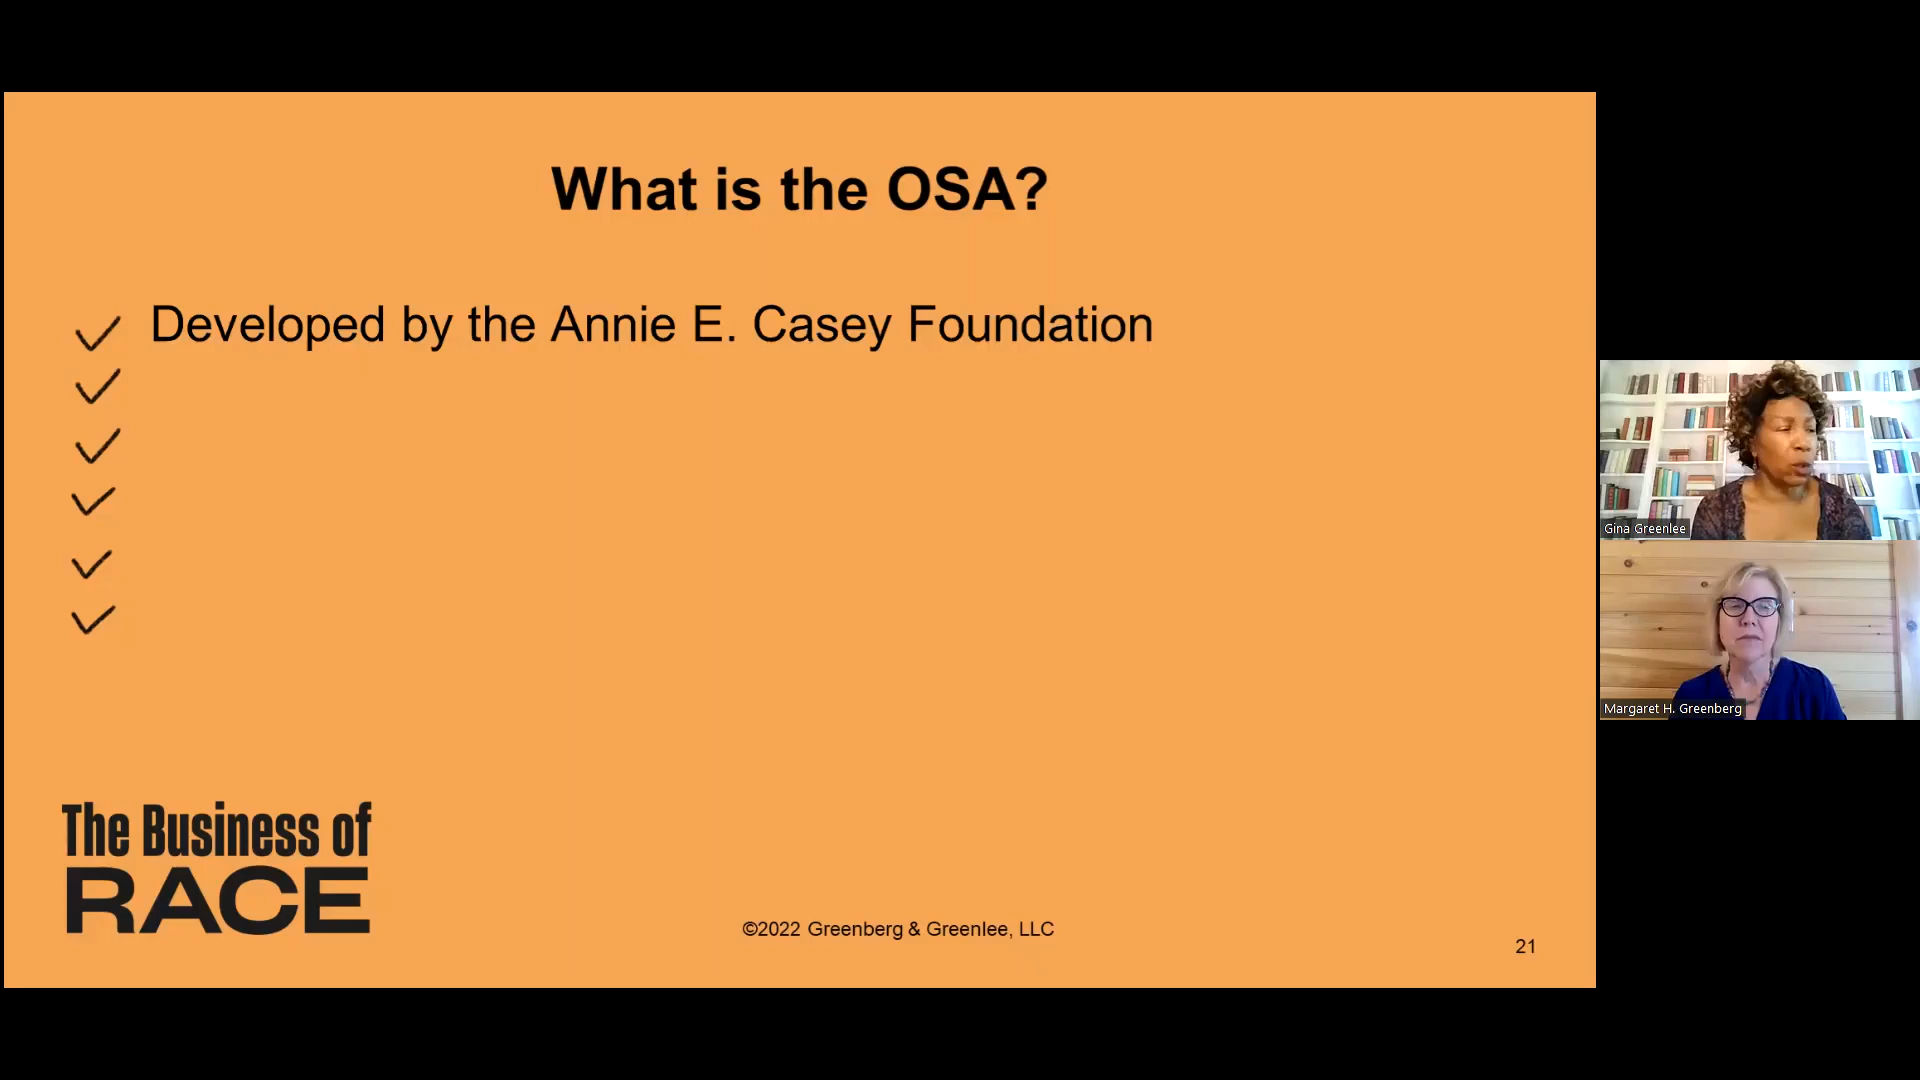 What is the OSA?
Developed by the Annie E. Casey Foundation
The Business of
RACE
©2022 Greenberg & Greenlee, LLC
21
Gina Greenlee
Margaret H. Greenberg